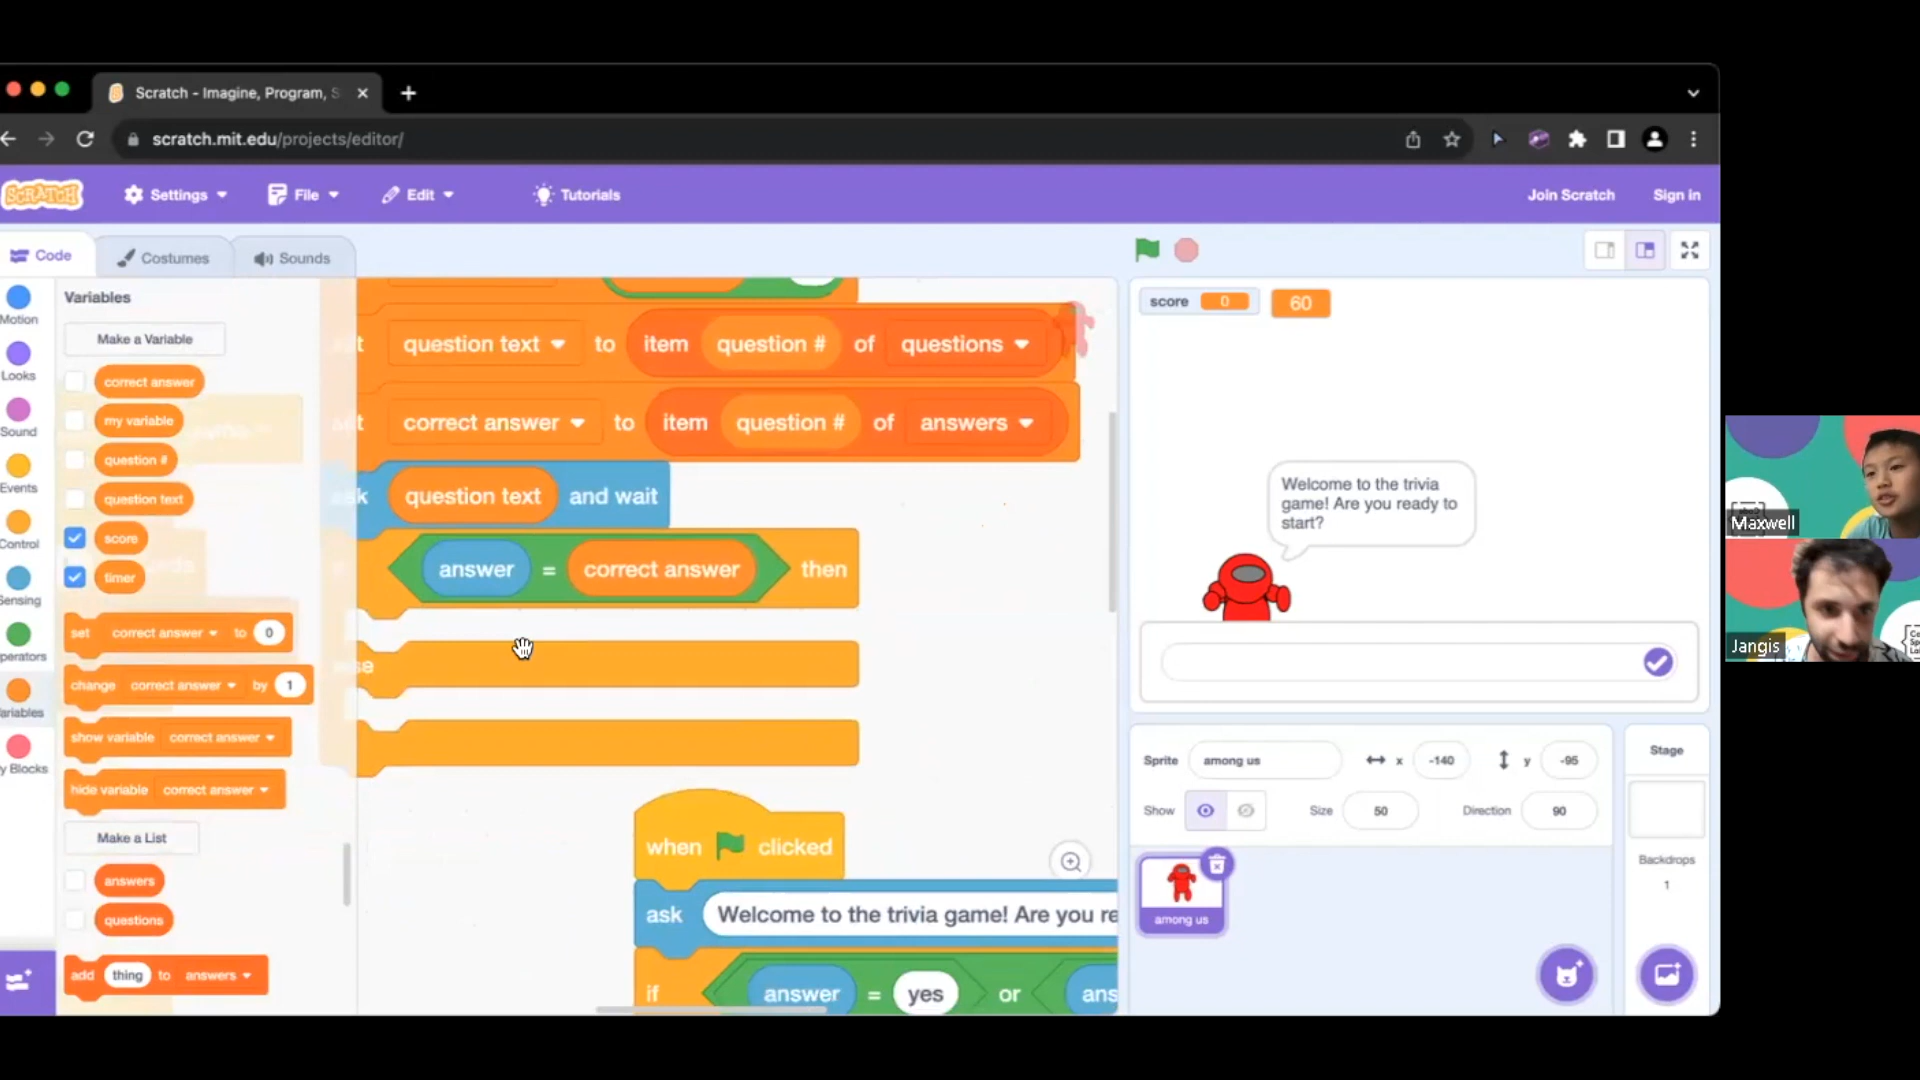 Scratch - Imagine, Program, S
scratch.mit.edu/projects/editor/
SCRATCH
Settings
File
Edit
Tutorials
Join Scratch
Sign in
Code
Costumes
Sounds
Motion
Looks
Sound
Events
Control
Sensing
perators
ariables
y Blocks
Variables
Make a Variable
correct answer
my variable
question #
question text
score
timer
set correct answer to 0
change correct answer by 1
show variable correct answer
hide variable correct answer
Make a List
answers
questions
add thing to answers
question text to item question # of questions
correct answer to item question # of answers
question text and wait
answer = correct answer then
when clicked
ask Welcome to the trivia game! Are you re
if answer = yes or ans
score 0
60
Welcome to the trivia
game! Are you ready to
start?
Sprite among us x -140 y -95
Show Size 50 Direction 90
among us
Stage
Backdrops
1
Maxwell
Jangis